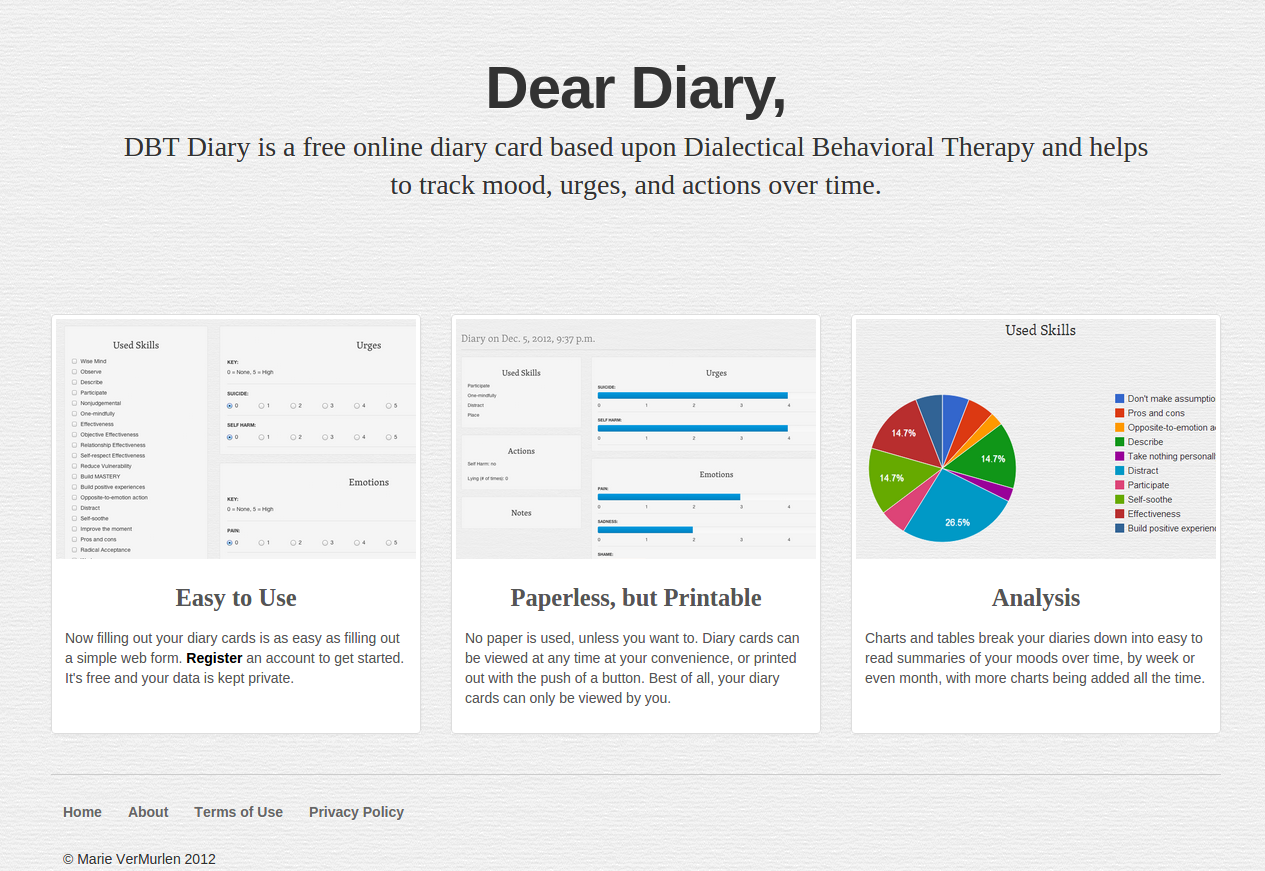 Dear Diary,
DBT Diary is a free online diary card based upon Dialectical Behavioral Therapy and helps
to track mood, urges, and actions over time.
Used Skills
Wise Mind
Observe
Describe
Participate
Nonjudgemental
One-mindfully
Effectiveness
Objective Effectiveness
Relationship Effectiveness
Self-respect Effectiveness
Reduce Vulnerability
Build MASTERY
Build positive experiences
Opposite-to-emotion action
Distract
Self-soothe
Improve the moment
Pros and cons
Radical Acceptance
Urges
KEY:
0 = None, 5 = High
SUICIDE:
0 1 2 3 4 5
SELF HARM:
0 1 2 3 4 5
Emotions
KEY:
0 = None, 5 = High
PAIN:
0 1 2 3 4 5
Easy to Use
Now filling out your diary cards is as easy as filling out
a simple web form. Register an account to get started.
It's free and your data is kept private.
Diary on Dec. 5, 2012, 9:37 p.m.
Used Skills
Participate
One-mindfully
Distract
Place
Actions
Self Harm: no
Lying (# of times): 0
Notes
Urges
SUICIDE:
0 1 2 3 4
SELF HARM:
0 1 2 3 4
Emotions
PAIN:
0 1 2 3 4
SADNESS:
0 1 2 3 4
SHAME:
Paperless, but Printable
No paper is used, unless you want to. Diary cards can
be viewed at any time at your convenience, or printed
out with the push of a button. Best of all, your diary
cards can only be viewed by you.
Used Skills
14.7%
14.7%
14.7%
26.5%
Don't make assumptio
Pros and cons
Opposite-to-emotion ac
Describe
Take nothing personall
Distract
Participate
Self-soothe
Effectiveness
Build positive experienc
Analysis
Charts and tables break your diaries down into easy to
read summaries of your moods over time, by week or
even month, with more charts being added all the time.
Home About Terms of Use Privacy Policy
© Marie VerMurlen 2012